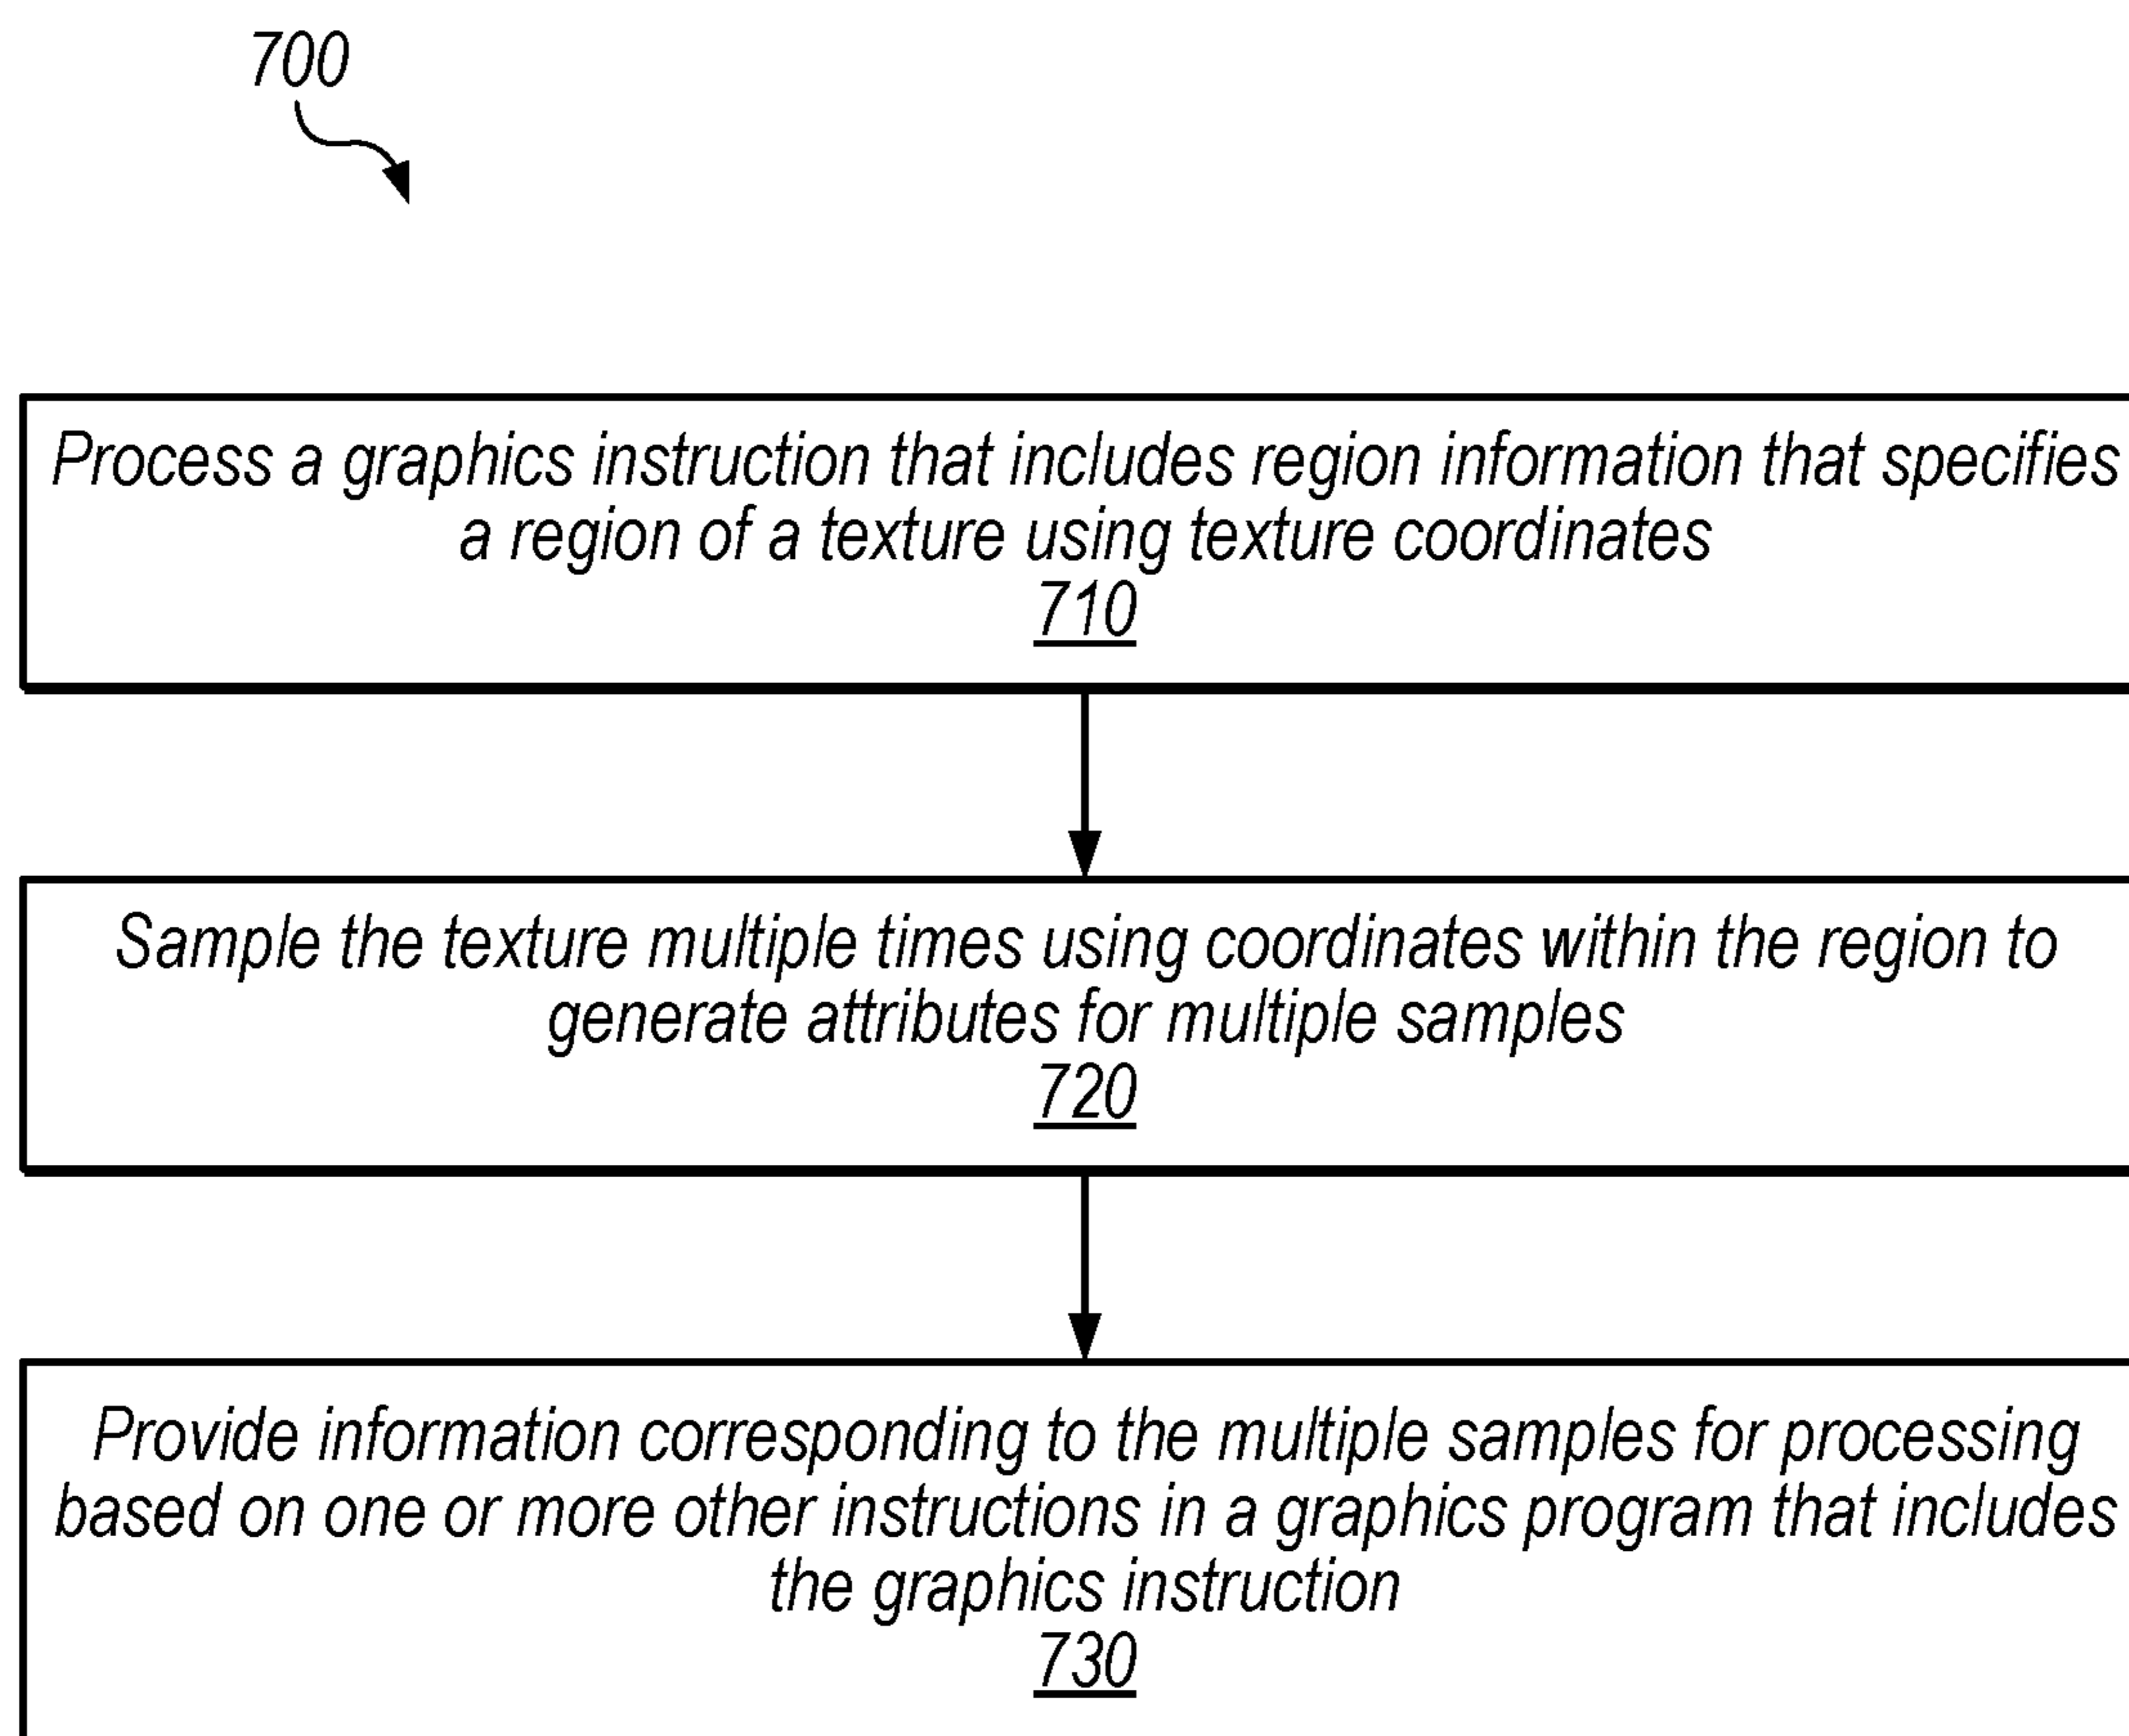 700
Process a graphics instruction that includes region information that specifies
a region of a texture using texture coordinates
710
Sample the texture multiple times using coordinates within the region to
generate attributes for multiple samples
720
Provide information corresponding to the multiple samples for processing
based on one or more other instructions in a graphics program that includes
the graphics instruction
730